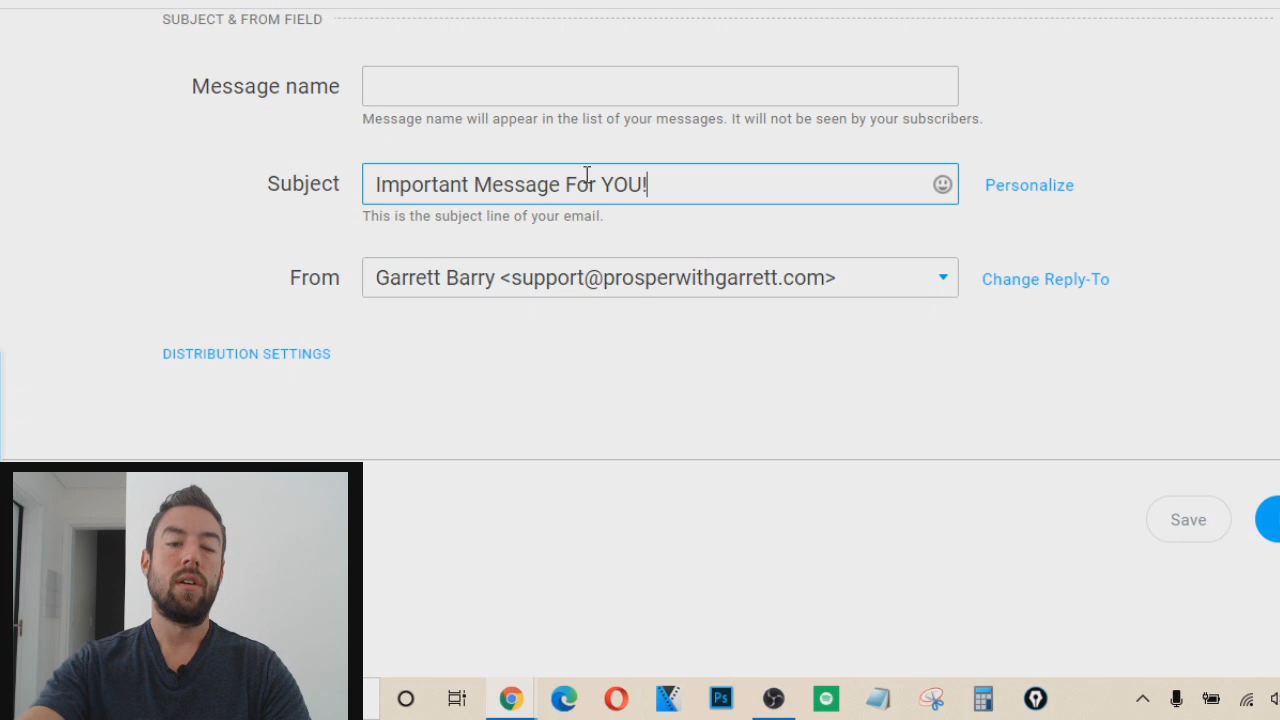 SUBJECT & FROM FIELD
Message name
Message name will appear in the list of your messages. It will not be seen by your subscribers.
Subject
Important Message For YOU!
Personalize
This is the subject line of your email.
From
Garrett Barry <support@prosperwithgarrett.com>
Change Reply-To
DISTRIBUTION SETTINGS
Save
Ps